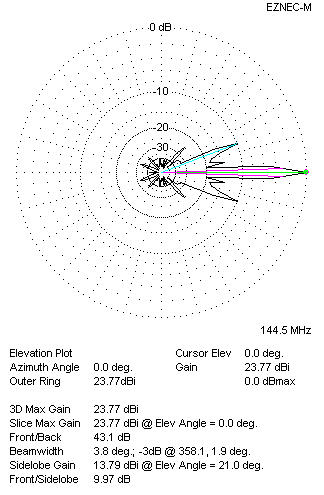 EZNEC-M
0 dB
-10
-20
-30
144.5 MHz
Elevation Plot Cursor Elev 0.0 deg.
Azimuth Angle 0.0 deg. Gain 23.77 dBi
Outer Ring 23.77dBi 0.0 dBmax
3D Max Gain 23.77 dBi
Slice Max Gain 23.77 dBi @ Elev Angle = 0.0 deg.
Front/Back 43.1 dB
Beamwidth 3.8 deg.; -3dB @ 358.1, 1.9 deg.
Sidelobe Gain 13.79 dBi @ Elev Angle = 21.0 deg.
Front/Sidelobe 9.97 dB